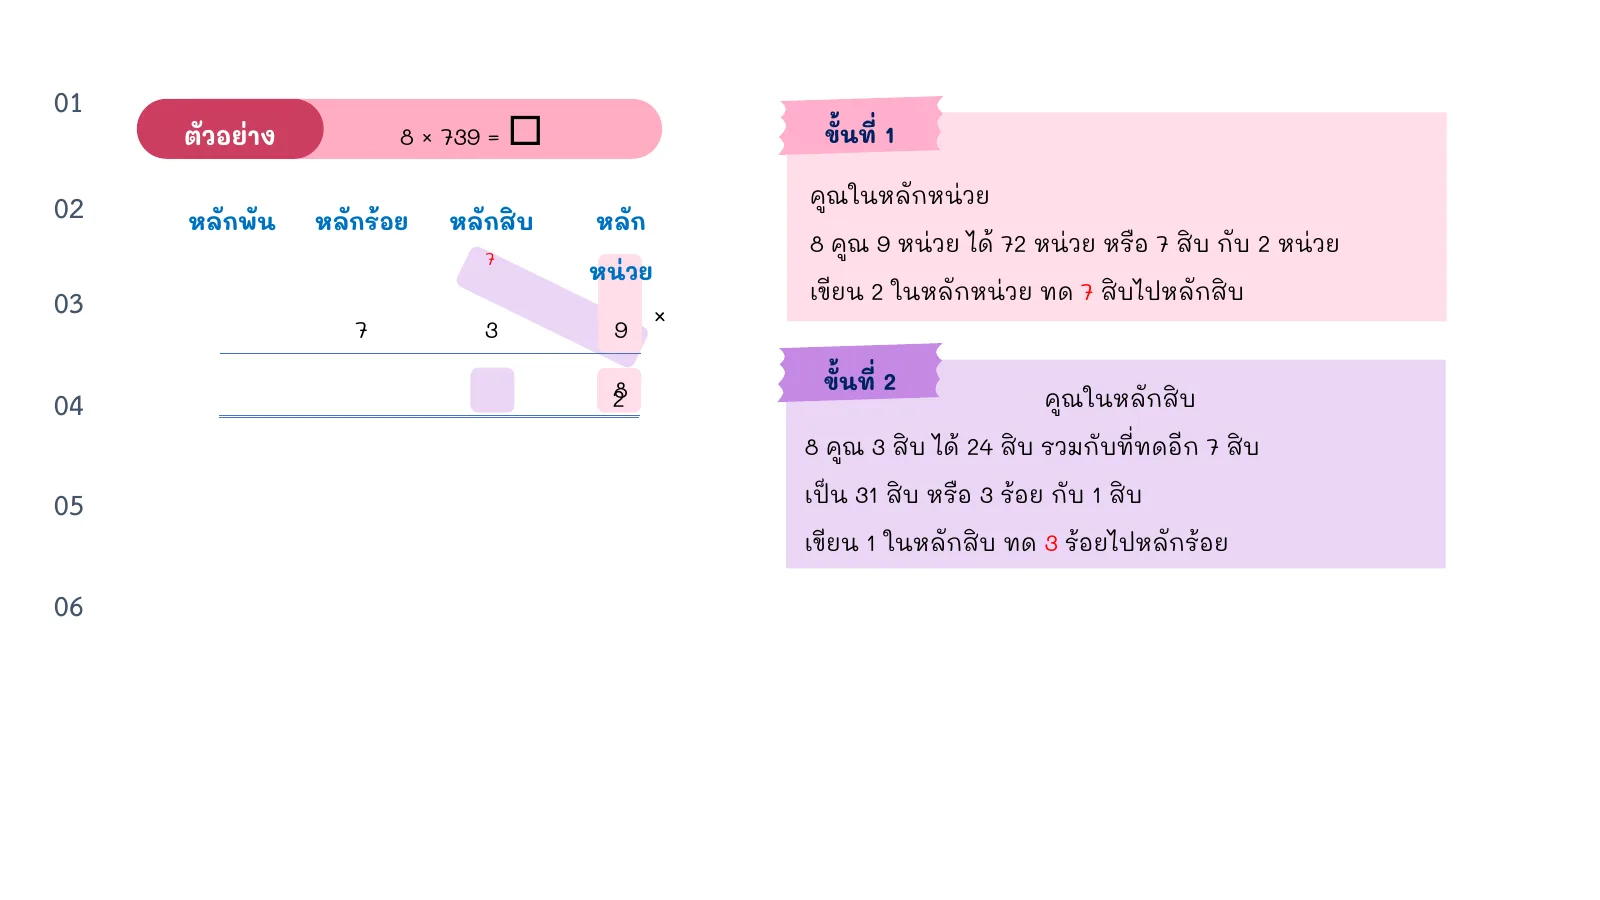 01
02
03
04
05
06
ตัวอย่าง
8 × 739 = □
หลักพัน หลักร้อย หลักสิบ หลัก
หน่วย
7
7 3 9 ×
8
2
ขั้นที่ 1
คูณในหลักหน่วย
8 คูณ 9 หน่วย ได้ 72 หน่วย หรือ 7 สิบ กับ 2 หน่วย
เขียน 2 ในหลักหน่วย ทด 7 สิบไปหลักสิบ
ขั้นที่ 2
คูณในหลักสิบ
8 คูณ 3 สิบ ได้ 24 สิบ รวมกับที่ทดอีก 7 สิบ
เป็น 31 สิบ หรือ 3 ร้อย กับ 1 สิบ
เขียน 1 ในหลักสิบ ทด 3 ร้อยไปหลักร้อย